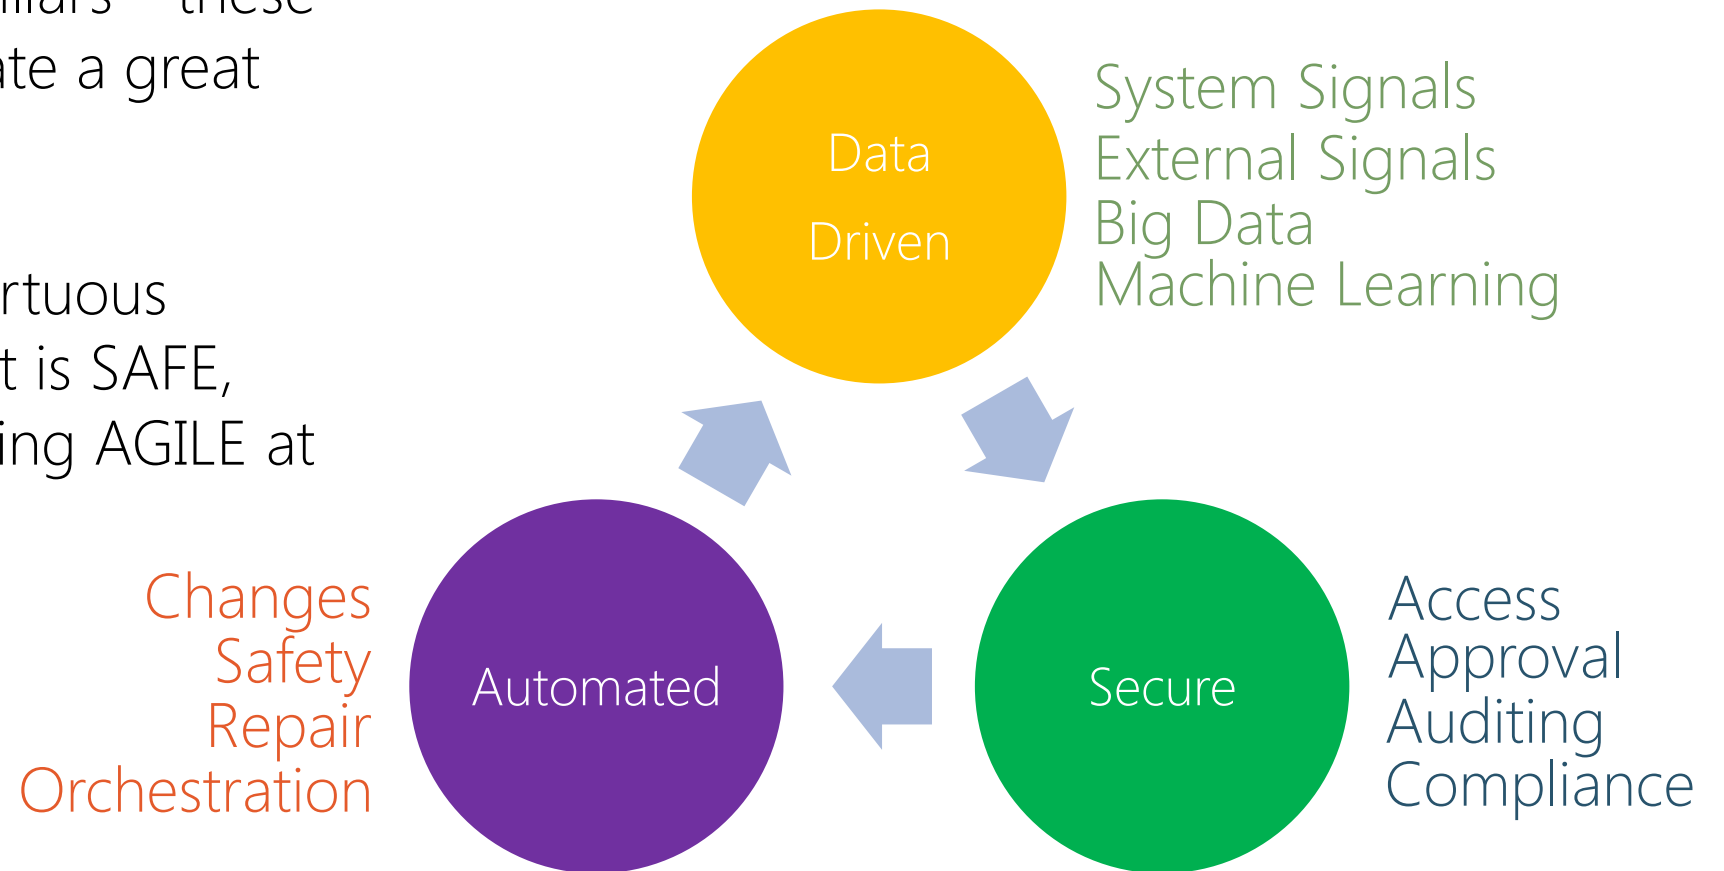 these
ate a great
rtuous
t is SAFE,
ing AGILE at
Data
Driven
System Signals
External Signals
Big Data
Machine Learning
Changes
Safety
Repair
Orchestration
Automated
Secure
Access
Approval
Auditing
Compliance